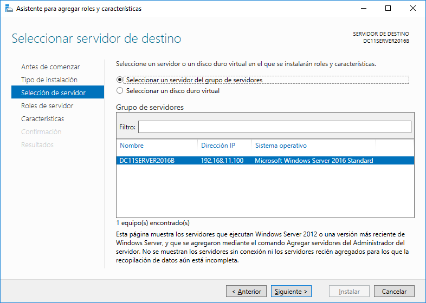 Asistente para agregar roles y características
Seleccionar servidor de destino
SERVIDOR DE DESTINO
DC11SERVER2016B
Antes de comenzar
Tipo de instalación
Selección de servidor
Roles de servidor
Características
Confirmación
Resultados
Seleccione un servidor o un disco duro virtual en el que se instalarán roles y características.
Seleccionar un servidor del grupo de servidores
Seleccionar un disco duro virtual
Grupo de servidores
Filtro:
Nombre Dirección IP Sistema operativo
DC11SERVER2016B 192.168.11.100 Microsoft Windows Server 2016 Standard
1 equipo(s) encontrado(s)
Esta página muestra los servidores que ejecutan Windows Server 2012 o una versión más reciente de
Windows Server, y que se agregaron mediante el comando Agregar servidores del Administrador del
servidor. No se muestran los servidores sin conexión ni los servidores recién agregados para los que la
recopilación de datos aún está incompleta.
< Anterior Siguiente > Instalar Cancelar